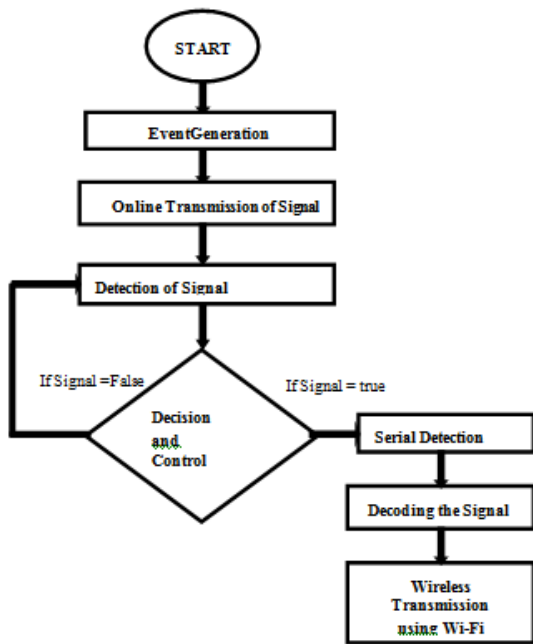 START
EventGeneration
Online Transmission of Signal
Detection of Signal
If Signal =False
If Signal = true
Decision
and
Control
Serial Detection
Decoding the Signal
Wireless
Transmission
using Wi-Fi